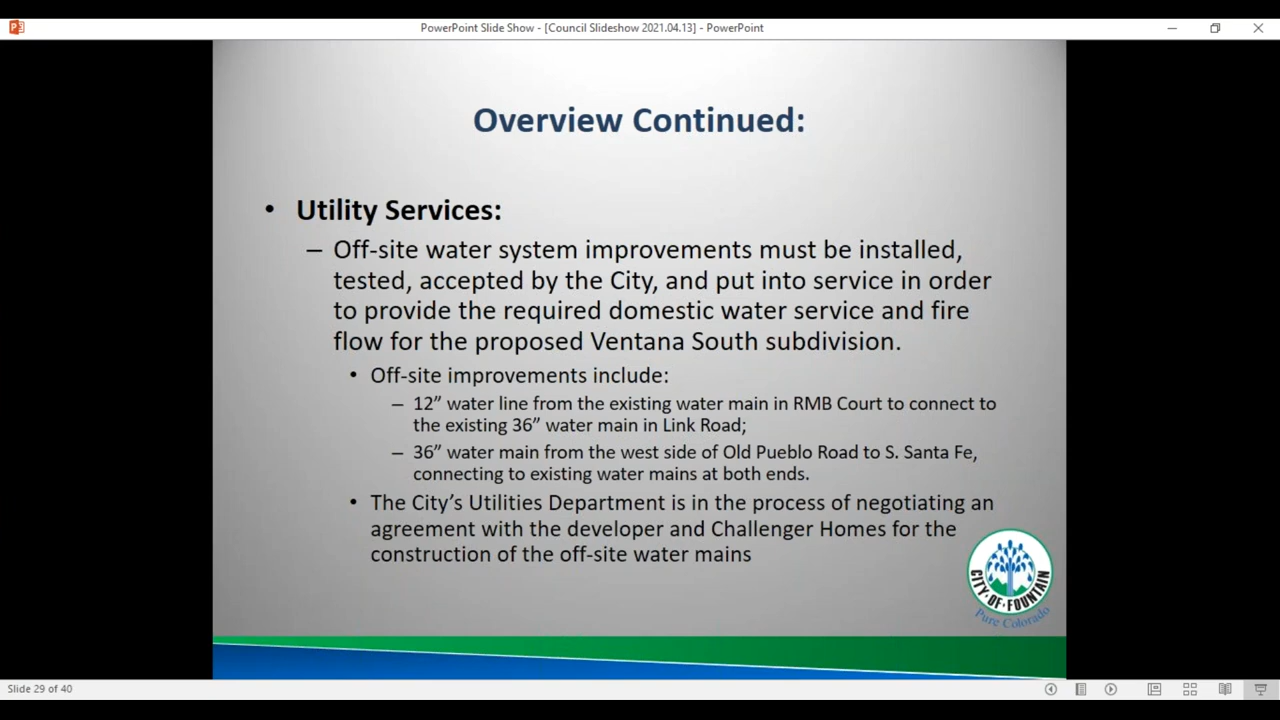 PowerPoint Slide Show - [Council Slideshow 2021.04.13] - PowerPoint
Overview Continued:
• Utility Services:
– Off-site water system improvements must be installed,
tested, accepted by the City, and put into service in order
to provide the required domestic water service and fire
flow for the proposed Ventana South subdivision.
• Off-site improvements include:
– 12” water line from the existing water main in RMB Court to connect to
the existing 36” water main in Link Road;
– 36” water main from the west side of Old Pueblo Road to S. Santa Fe,
connecting to existing water mains at both ends.
• The City’s Utilities Department is in the process of negotiating an
agreement with the developer and Challenger Homes for the
construction of the off-site water mains
CITY·OF·FOUNTAIN
Pure Colorado
Slide 29 of 40